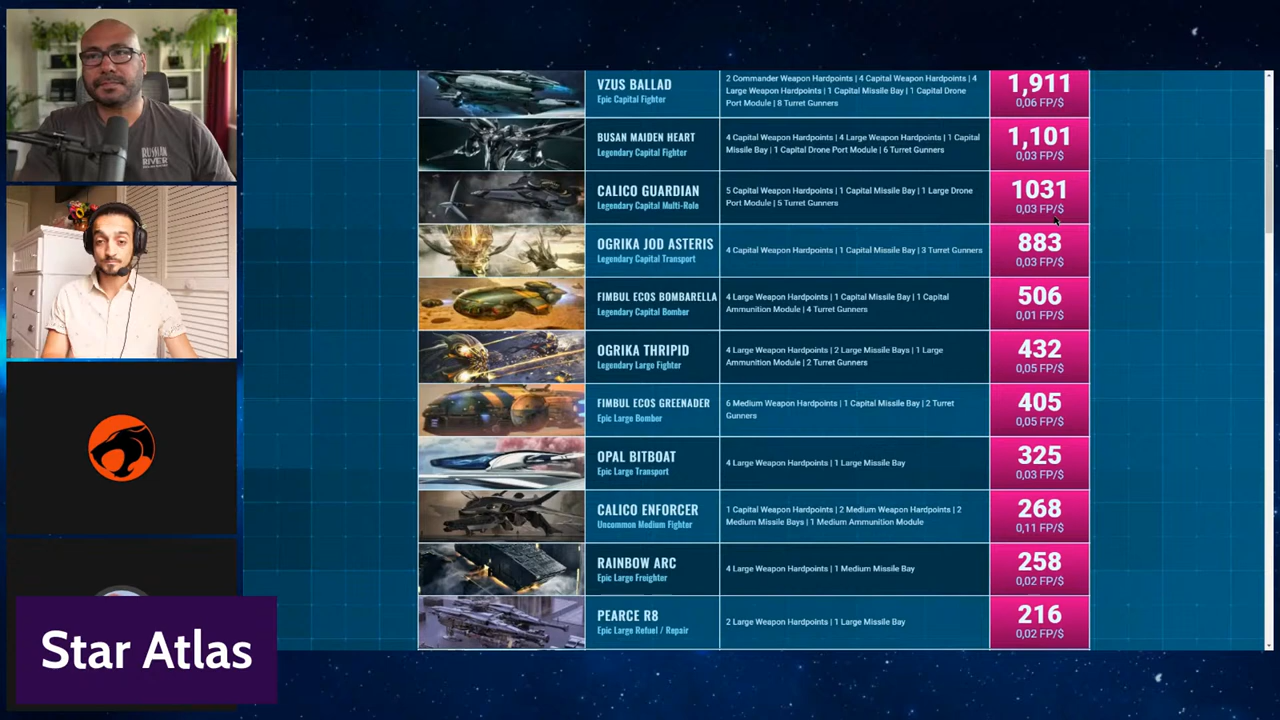 VZUS BALLAD
Epic Capital Fighter
2 Commander Weapon Hardpoints | 4 Capital Weapon Hardpoints | 4
Large Weapon Hardpoints | 1 Capital Missile Bay | 1 Capital Drone
Port Module | 8 Turret Gunners
1,911
0,06 FP/$
BUSAN MAIDEN HEART
Legendary Capital Fighter
4 Capital Weapon Hardpoints | 4 Large Weapon Hardpoints | 1 Capital
Missile Bay | 1 Capital Drone Port Module | 6 Turret Gunners
1,101
0,03 FP/$
CALICO GUARDIAN
Legendary Capital Multi-Role
5 Capital Weapon Hardpoints | 1 Capital Missile Bay | 1 Large Drone
Port Module | 5 Turret Gunners
1031
0,03 FP/$
OGRIKA JOD ASTERIS
Legendary Capital Transport
4 Capital Weapon Hardpoints | 1 Capital Missile Bay | 3 Turret Gunners
883
0,03 FP/$
FIMBUL ECOS BOMBARELLA
Legendary Capital Bomber
4 Large Weapon Hardpoints | 1 Capital Missile Bay | 1 Capital
Ammunition Module | 4 Turret Gunners
506
0,01 FP/$
OGRIKA THRIPID
Legendary Large Fighter
4 Large Weapon Hardpoints | 2 Large Missile Bays | 1 Large
Ammunition Module | 2 Turret Gunners
432
0,05 FP/$
FIMBUL ECOS GREENADER
Epic Large Bomber
6 Medium Weapon Hardpoints | 1 Capital Missile Bay | 2 Turret
Gunners
405
0,05 FP/$
OPAL BITBOAT
Epic Large Transport
4 Large Weapon Hardpoints | 1 Large Missile Bay
325
0,03 FP/$
CALICO ENFORCER
Uncommon Medium Fighter
1 Capital Weapon Hardpoints | 2 Medium Weapon Hardpoints | 2
Medium Missile Bays | 1 Medium Ammunition Module
268
0,11 FP/$
RAINBOW ARC
Epic Large Freighter
4 Large Weapon Hardpoints | 1 Medium Missile Bay
258
0,02 FP/$
PEARCE R8
Epic Large Refuel / Repair
2 Large Weapon Hardpoints | 1 Large Missile Bay
216
0,02 FP/$
RUSSIAN
RIVER
Star Atlas